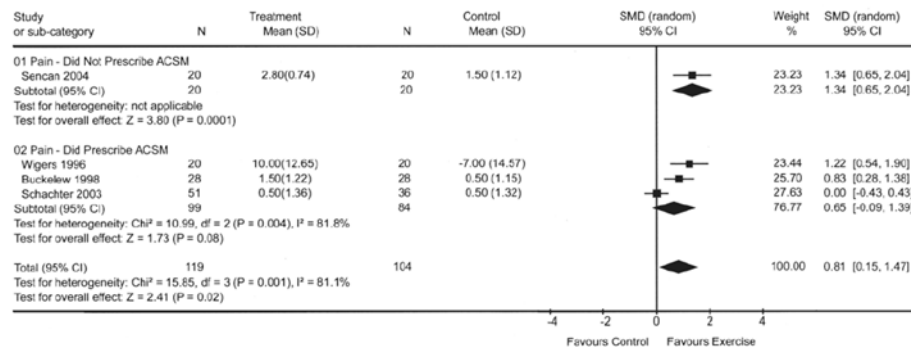 Study Treatment Control SMD (random) Weight SMD (random)
or sub-category N Mean (SD) N Mean (SD) 95% CI % 95% CI
01 Pain - Did Not Prescribe ACSM
Sencan 2004 20 2.80(0.74) 20 1.50 (1.12) 23.23 1.34 [0.65, 2.04]
Subtotal (95% CI) 20 20 23.23 1.34 [0.65, 2.04]
Test for heterogeneity: not applicable
Test for overall effect: Z = 3.80 (P = 0.0001)
02 Pain - Did Prescribe ACSM
Wigers 1996 20 10.00(12.65) 20 -7.00 (14.57) 23.44 1.22 [0.54, 1.90]
Buckelew 1998 28 1.50(1.22) 28 0.50 (1.15) 25.70 0.83 [0.28, 1.38]
Schachter 2003 51 0.50(1.36) 36 0.50 (1.32) 27.63 0.00 [-0.43, 0.43]
Subtotal (95% CI) 99 84 76.77 0.65 [-0.09, 1.39]
Test for heterogeneity: Chi² = 10.99, df = 2 (P = 0.004), I² = 81.8%
Test for overall effect: Z = 1.73 (P = 0.08)
Total (95% CI) 119 104 100.00 0.81 [0.15, 1.47]
Test for heterogeneity: Chi² = 15.85, df = 3 (P = 0.001), I² = 81.1%
Test for overall effect: Z = 2.41 (P = 0.02)
-4 -2 0 2 4
Favours Control Favours Exercise